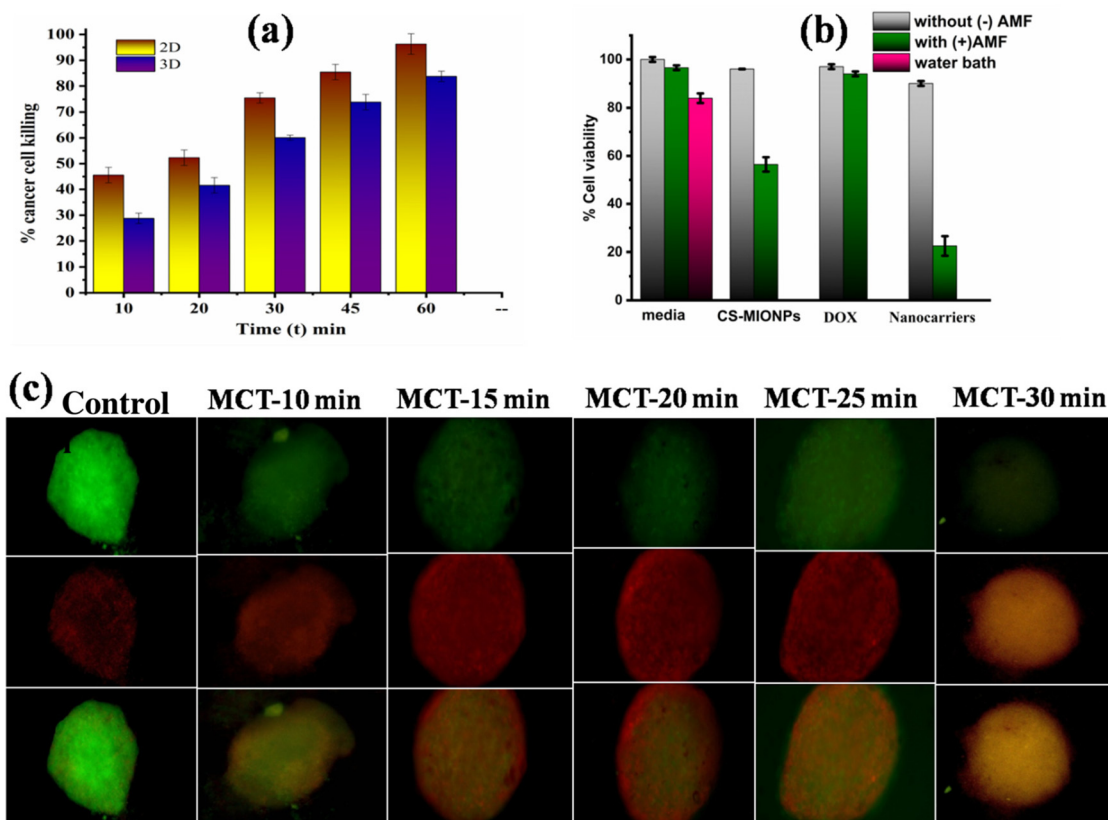 (a)
2D
3D
100
90
80
70
60
50
40
30
20
10
0
% cancer cell killing
10 20 30 45 60 --
Time (t) min
(b)
without (-) AMF
with (+)AMF
water bath
100
80
60
40
20
0
% Cell viability
media CS-MIONPs DOX Nanocarriers
(c) Control MCT-10 min MCT-15 min MCT-20 min MCT-25 min MCT-30 min